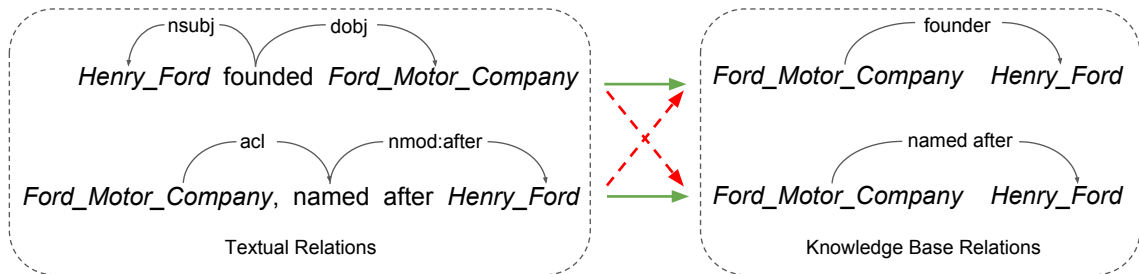 nsubj dobj
Henry_Ford founded Ford_Motor_Company
acl nmod:after
Ford_Motor_Company, named after Henry_Ford
Textual Relations
founder
Ford_Motor_Company Henry_Ford
named after
Ford_Motor_Company Henry_Ford
Knowledge Base Relations